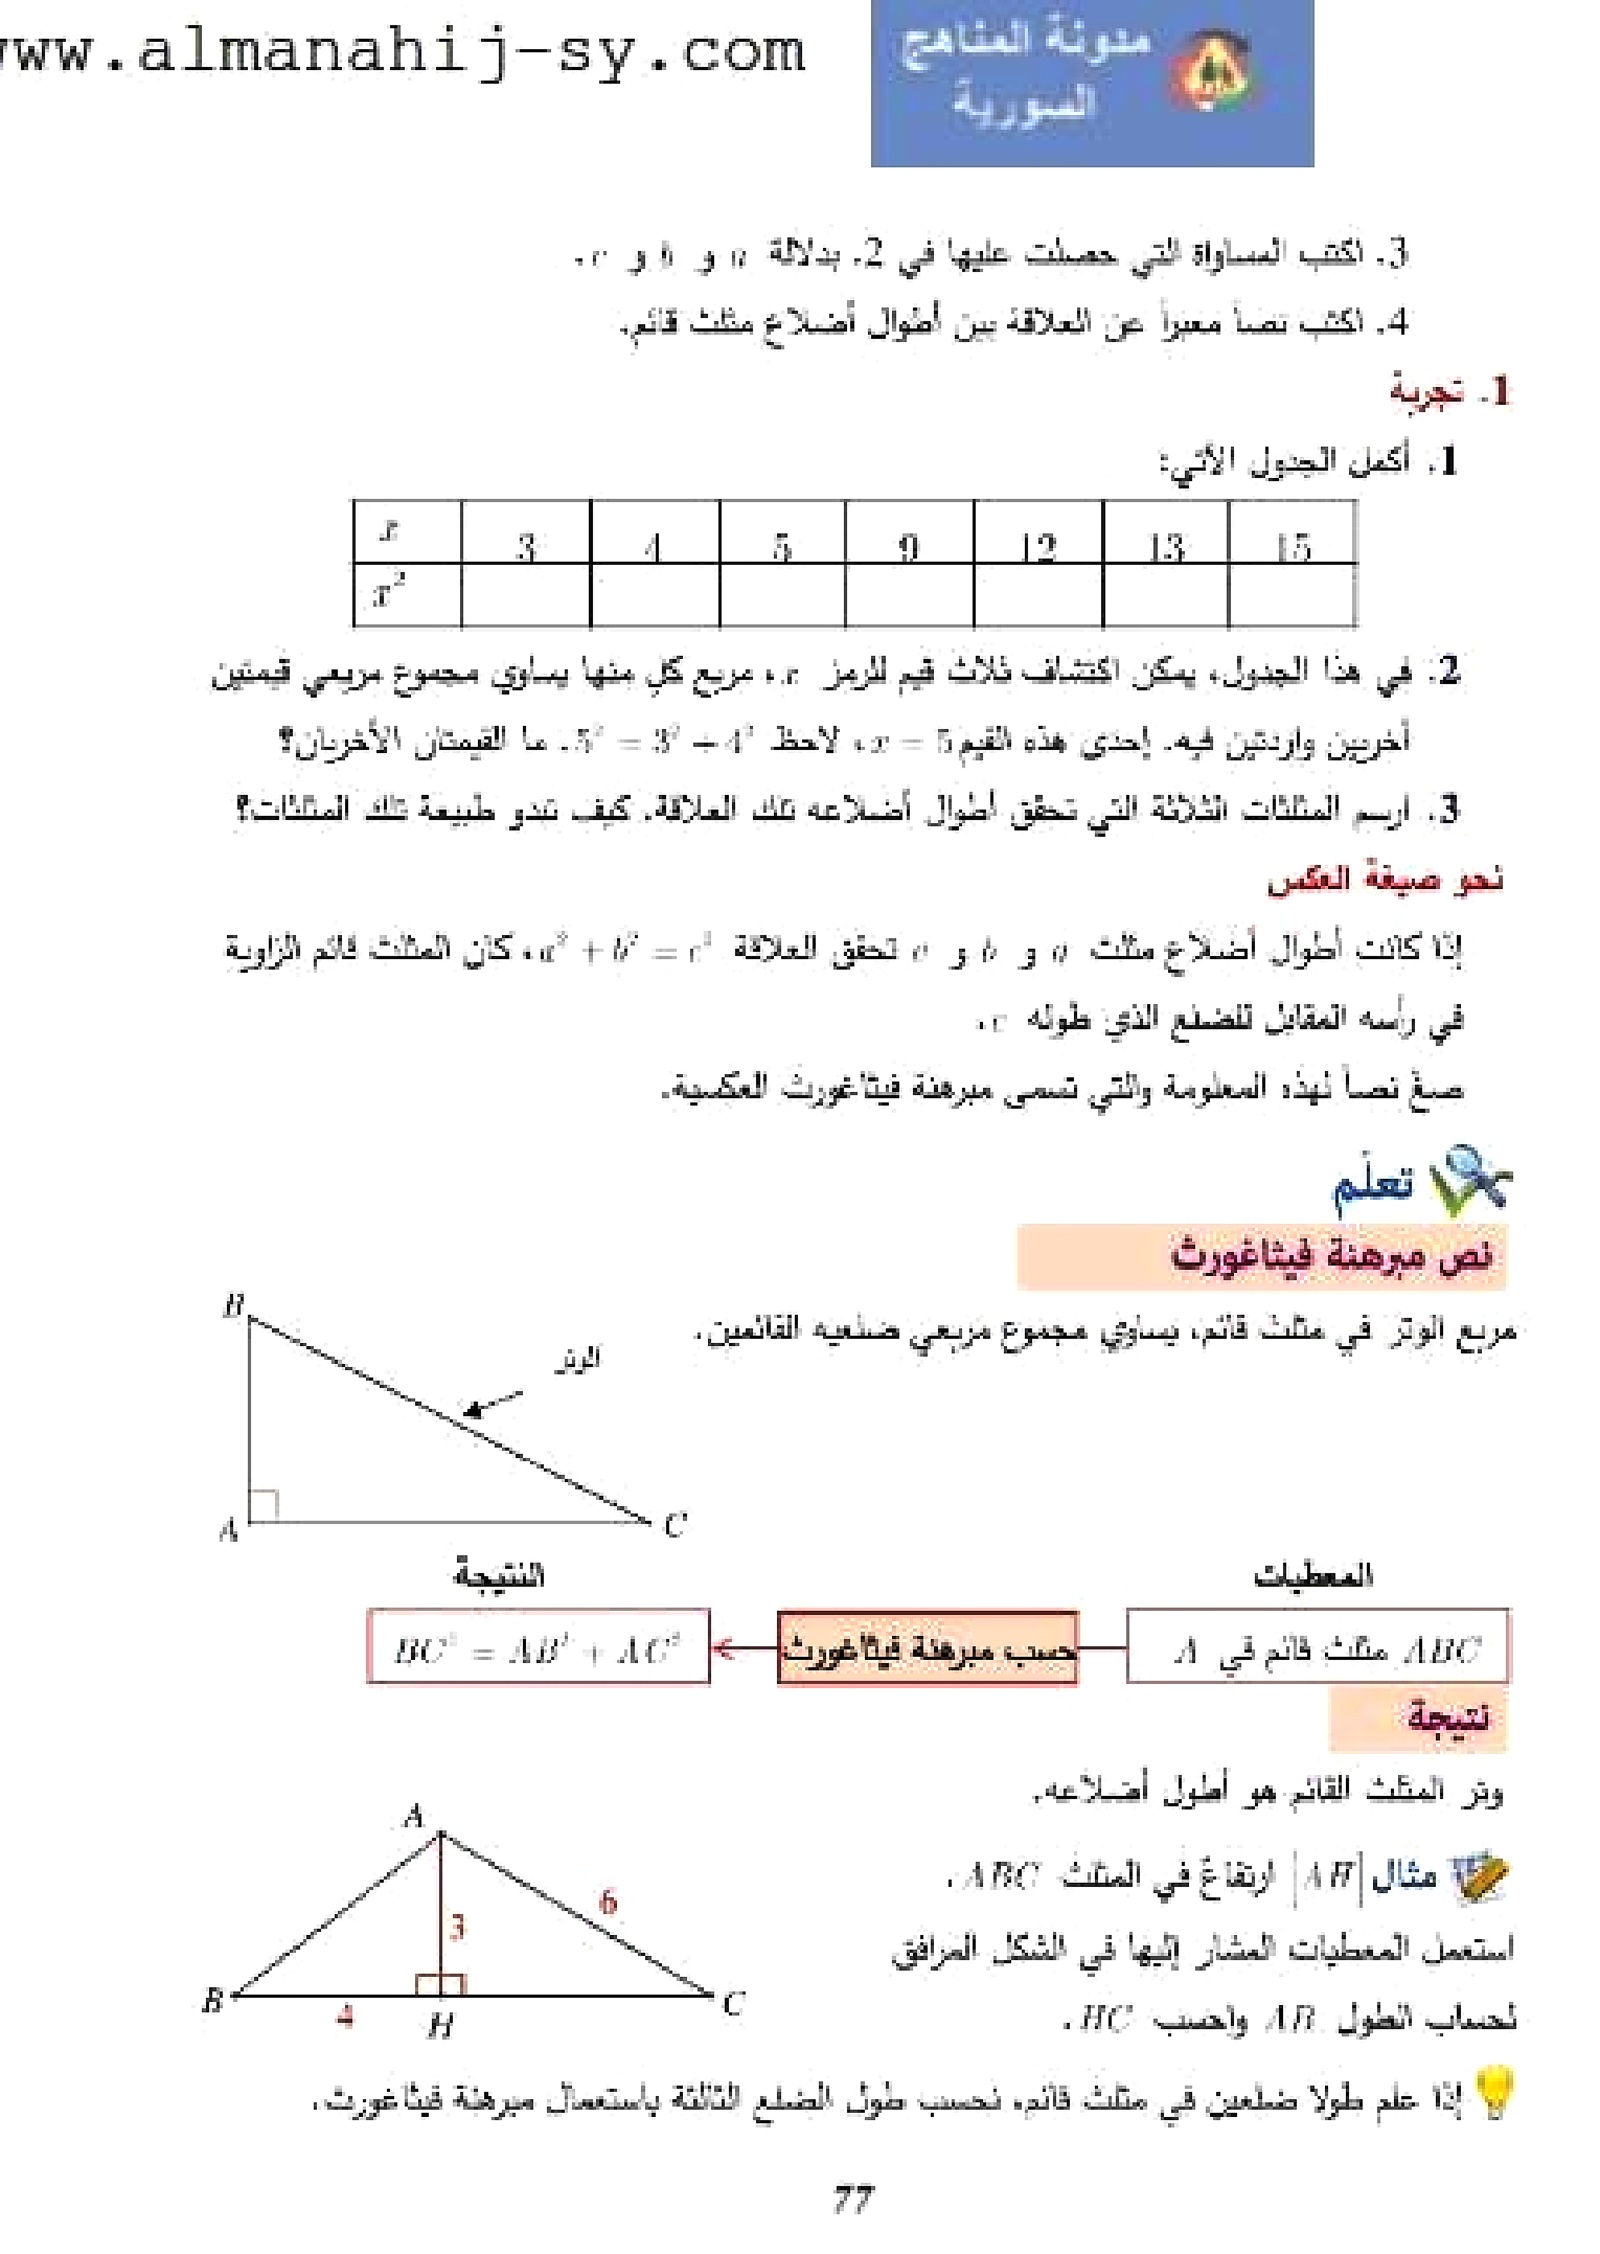 www.almanahij-sy.com
مدونة المناهج
السورية
3. اكتب المساواة التي حصلت عليها في 2. بدلالة a و b و c.
4. اكتب نصاً معبراً عن العلاقة بين أطوال أضلاع مثلث قائم.
1. تجربة
1. أكمل الجدول الآتي:
x 3 4 5 9 12 13 15
x²
2. في هذا الجدول، يمكن اكتشاف ثلاث قيم للرمز x، مربع كلٍ منها يساوي مجموع مربعي قيمتين
أخريين واردتين فيه. إحدى هذه القيم x = 5، لاحظ 5² = 3² + 4². ما القيمتان الأخريان؟
3. ارسم المثلثات الثلاثة التي تحقق أطوال أضلاعه تلك العلاقة. كيف تبدو طبيعة تلك المثلثات؟
نحو صيغة العكس
إذا كانت أطوال أضلاع مثلث a و b و c تحقق العلاقة a² + b² = c²، كان المثلث قائم الزاوية
في رأسه المقابل للضلع الذي طوله c.
صغْ نصاً لهذه المعلومة والتي تسمى مبرهنة فيثاغورث العكسية.
تعلّم
نص مبرهنة فيثاغورث
مربع الوتر في مثلث قائم، يساوي مجموع مربعي ضلعيه القائمين.
B
الوتر
A
C
المعطيات
النتيجة
ABC مثلث قائم في A
حسب مبرهنة فيثاغورث
BC² = AB² + AC²
نتيجة
وتر المثلث القائم هو أطول أضلاعه.
مثال [AH] ارتفاعٌ في المثلث ABC.
استعمل المعطيات المشار إليها في الشكل المرافق
لحساب الطول AB واحسب HC.
A
6
3
B
4
H
C
إذا علم طولا ضلعين في مثلث قائم، نحسب طول الضلع الثالثة باستعمال مبرهنة فيثاغورث.
77